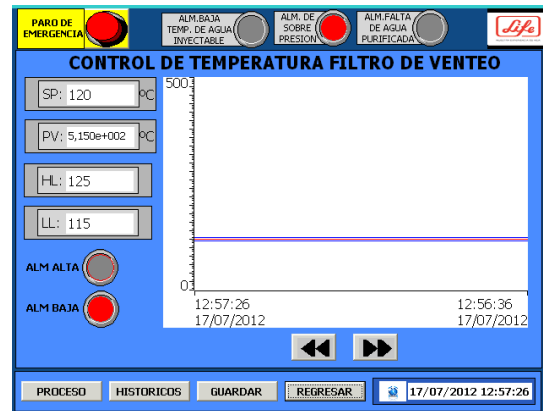 PARO DE
EMERGENCIA
ALM.BAJA
TEMP. DE AGUA
INYECTABLE
ALM. DE
SOBRE
PRESION
ALM.FALTA
DE AGUA
PURIFICADA
Life
CONTROL DE TEMPERATURA FILTRO DE VENTEO
SP: 120 ºC
PV: 5,150e+002 ºC
HL: 125
LL: 115
ALM ALTA
ALM BAJA
500
0
12:57:26
17/07/2012
12:56:36
17/07/2012
PROCESO
HISTORICOS
GUARDAR
REGRESAR
17/07/2012 12:57:26